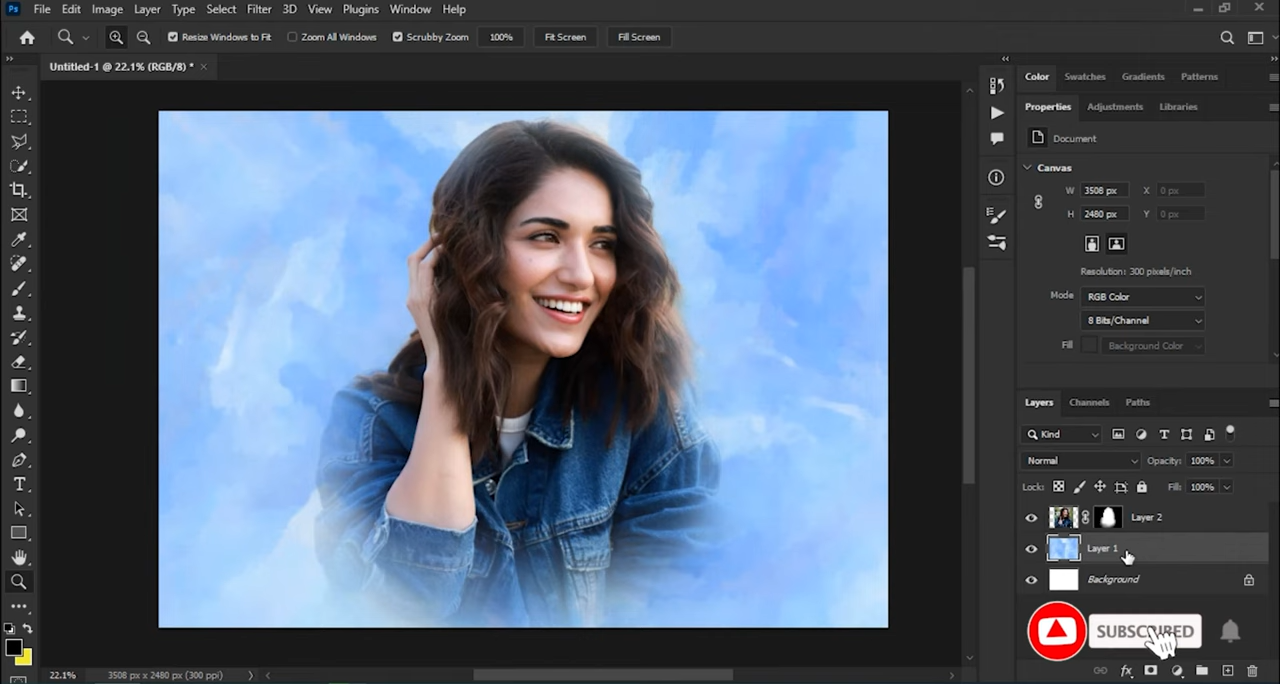 Ps File Edit Image Layer Type Select Filter 3D View Plugins Window Help
Resize Windows to Fit Zoom All Windows Scrubby Zoom 100% Fit Screen Fill Screen
Untitled-1 @ 22.1% (RGB/8) * ×
Color Swatches Gradients Patterns
Properties Adjustments Libraries
Document
Canvas
W 3508 px X 0 px
H 2480 px Y 0 px
Resolution: 300 pixels/inch
Mode RGB Color
8 Bits/Channel
Fill Background Color
Layers Channels Paths
Kind
Normal Opacity: 100%
Lock: Fill: 100%
Layer 2
Layer 1
Background
SUBSCRIBED
22.1% 3508 px x 2480 px (300 ppi)